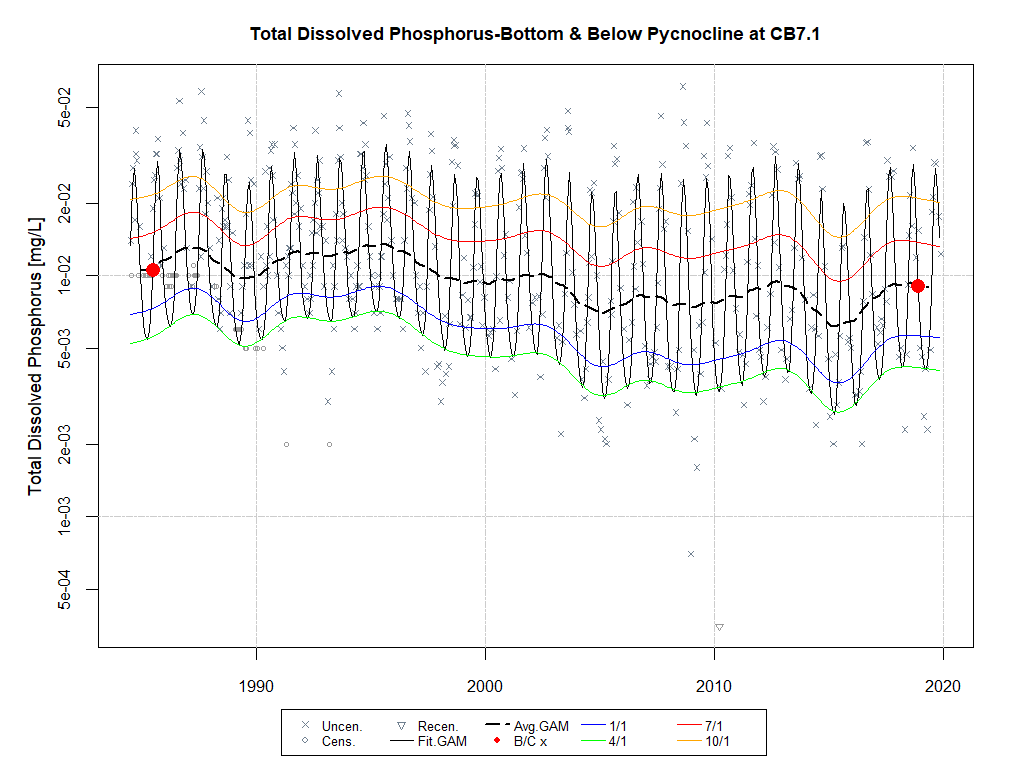 Total Dissolved Phosphorus-Bottom & Below Pycnocline at CB7.1
Total Dissolved Phosphorus [mg/L]
5e-02
2e-02
1e-02
5e-03
2e-03
1e-03
5e-04
1990 2000 2010 2020
Uncen. Recen. Avg.GAM 1/1 7/1
Cens. Fit.GAM B/C x 4/1 10/1